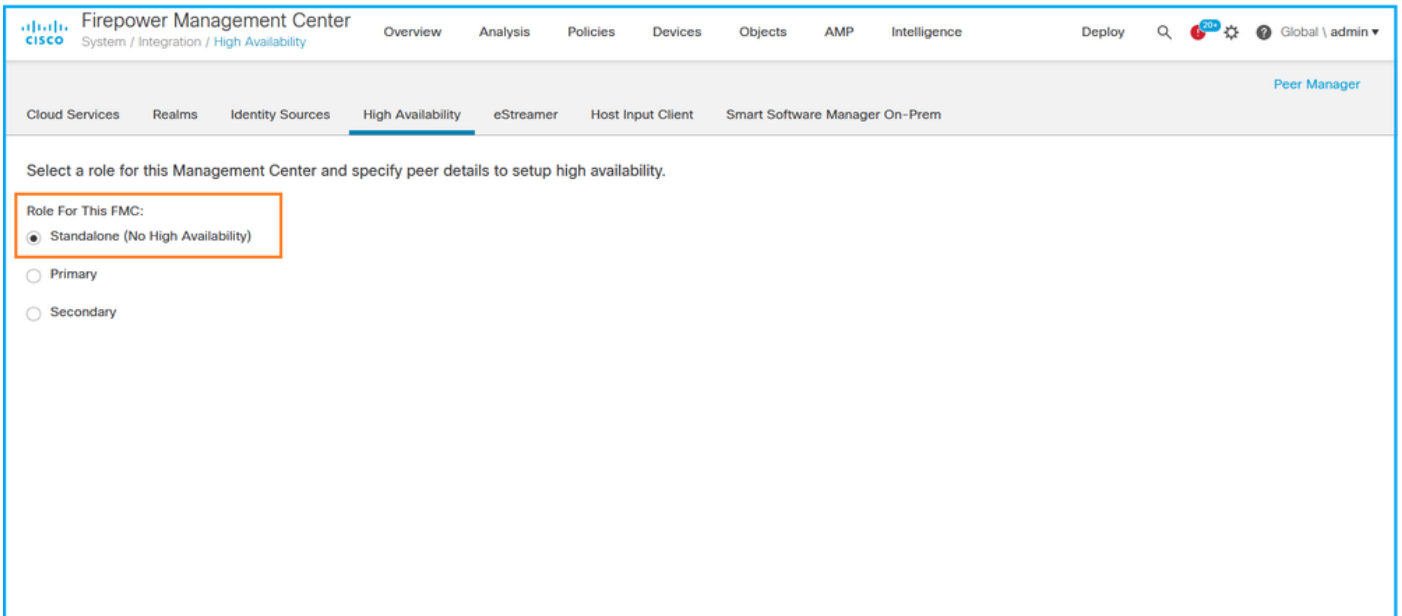 Firepower Management Center
CISCO System / Integration / High Availability
Overview Analysis Policies Devices Objects AMP Intelligence Deploy 20+ Global \ admin
Peer Manager
Cloud Services Realms Identity Sources High Availability eStreamer Host Input Client Smart Software Manager On-Prem
Select a role for this Management Center and specify peer details to setup high availability.
Role For This FMC:
Standalone (No High Availability)
Primary
Secondary